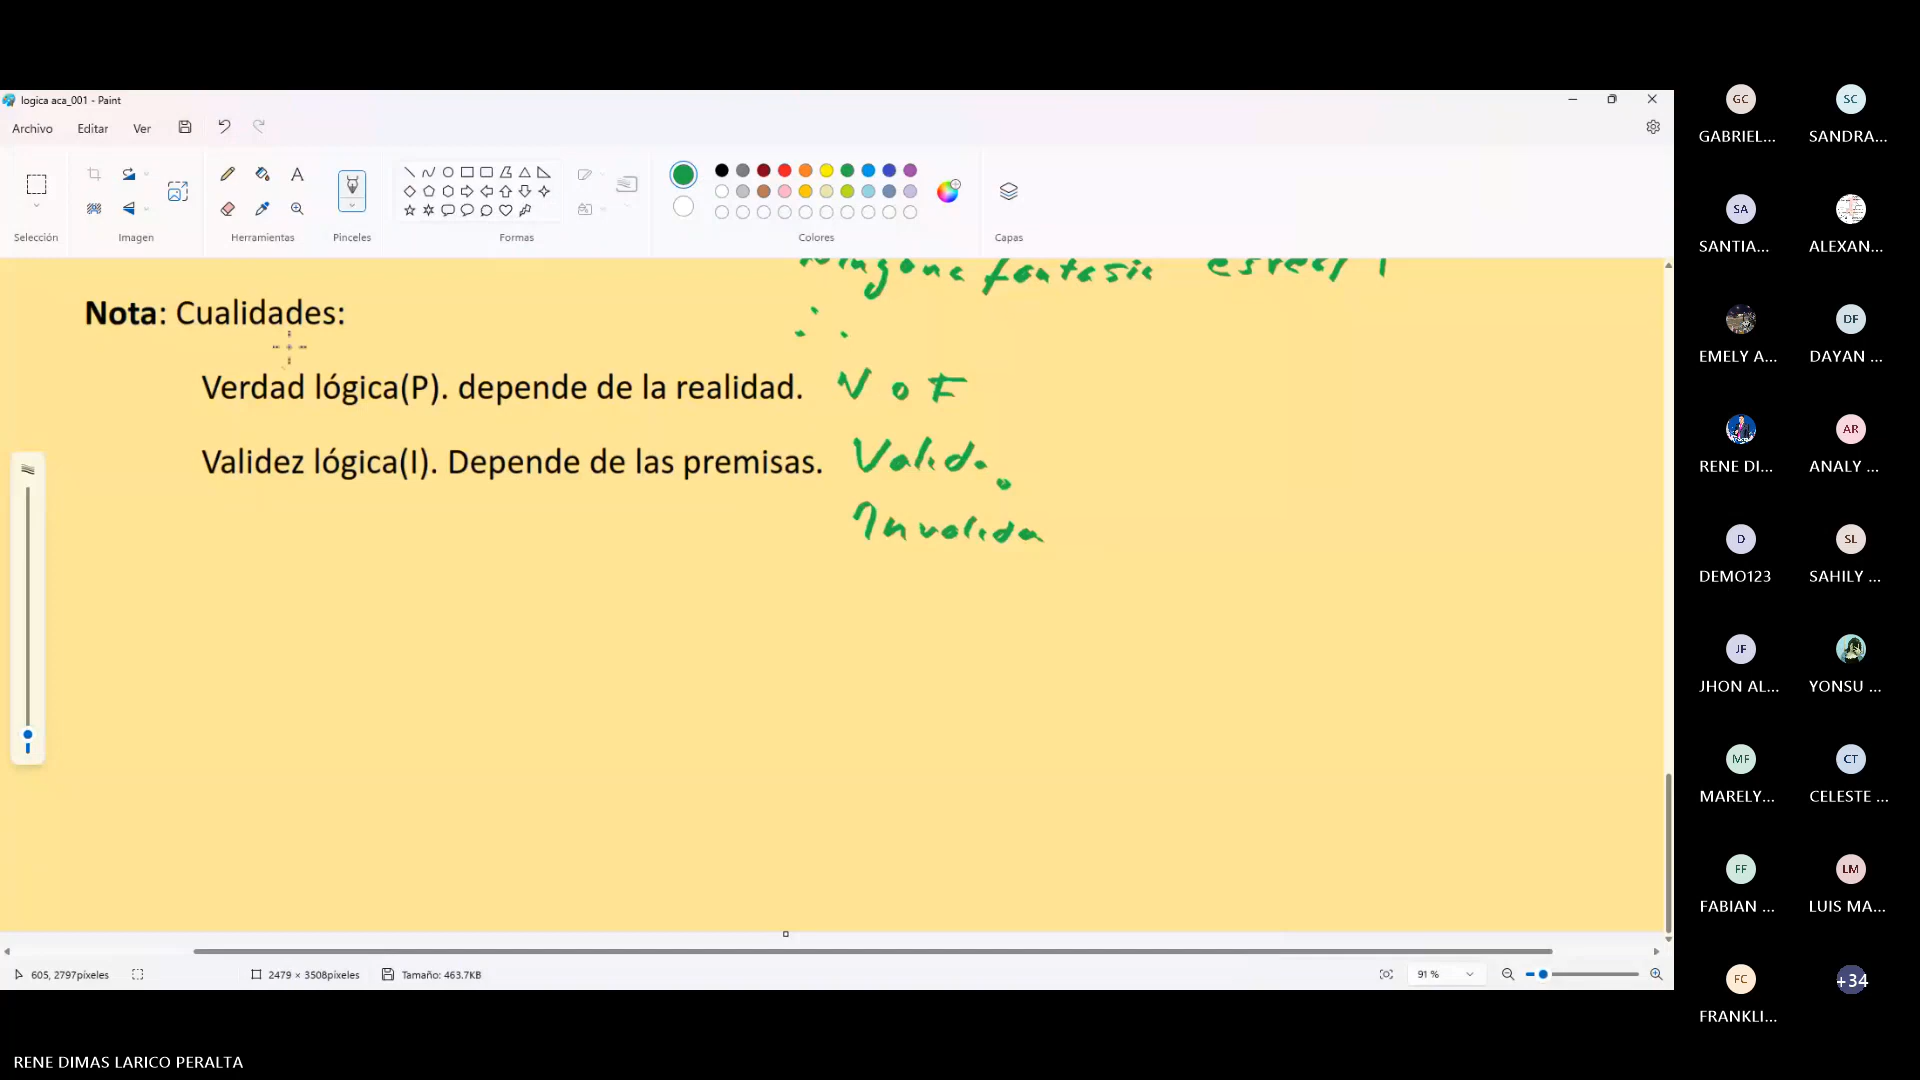 logica aca_001 - Paint
Archivo Editar Ver
Selección Imagen Herramientas Pinceles Formas Colores Capas
fantasia
Nota: Cualidades:
∴
Verdad lógica(P). depende de la realidad. V o F
Validez lógica(I). Depende de las premisas. Valida
Invalida
605, 2797píxeles 2479 × 3508píxeles Tamaño: 463.7KB 91 %
GC SC
GABRIEL... SANDRA...
SA
SANTIA... ALEXAN...
DF
EMELY A... DAYAN ...
AR
RENE DI... ANALY ...
D SL
DEMO123 SAHILY ...
JF
JHON AL... YONSU ...
MF CT
MARELY... CELESTE ...
FF LM
FABIAN ... LUIS MA...
FC +34
FRANKLI...
RENE DIMAS LARICO PERALTA